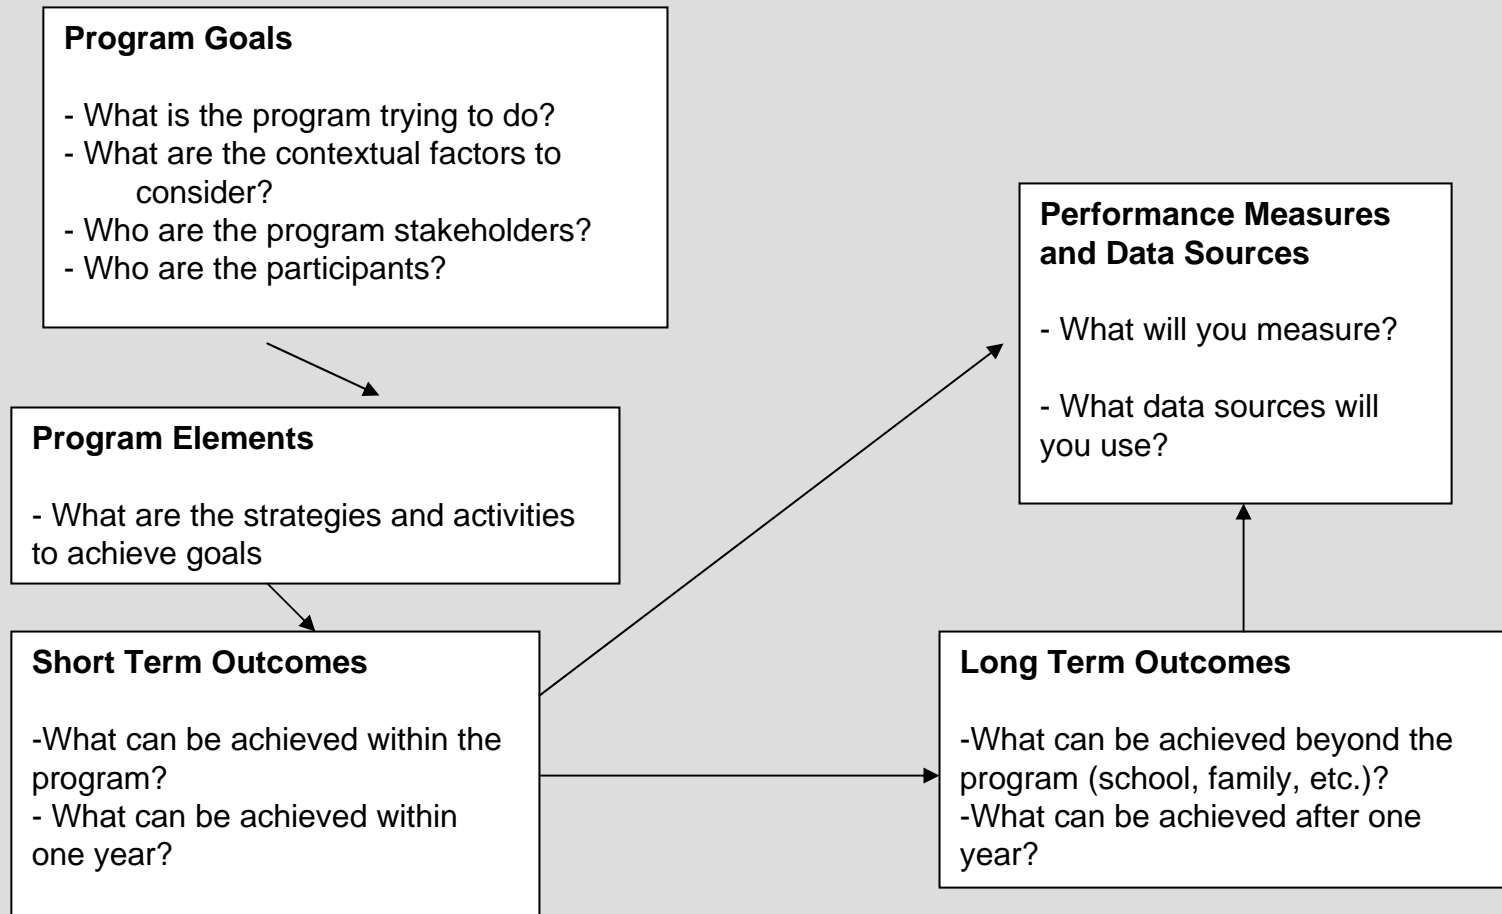 Program Goals
- What is the program trying to do?
- What are the contextual factors to
consider?
- Who are the program stakeholders?
- Who are the participants?
Program Elements
- What are the strategies and activities
to achieve goals
Short Term Outcomes
-What can be achieved within the
program?
- What can be achieved within
one year?
Performance Measures
and Data Sources
- What will you measure?
- What data sources will
you use?
Long Term Outcomes
-What can be achieved beyond the
program (school, family, etc.)?
-What can be achieved after one
year?